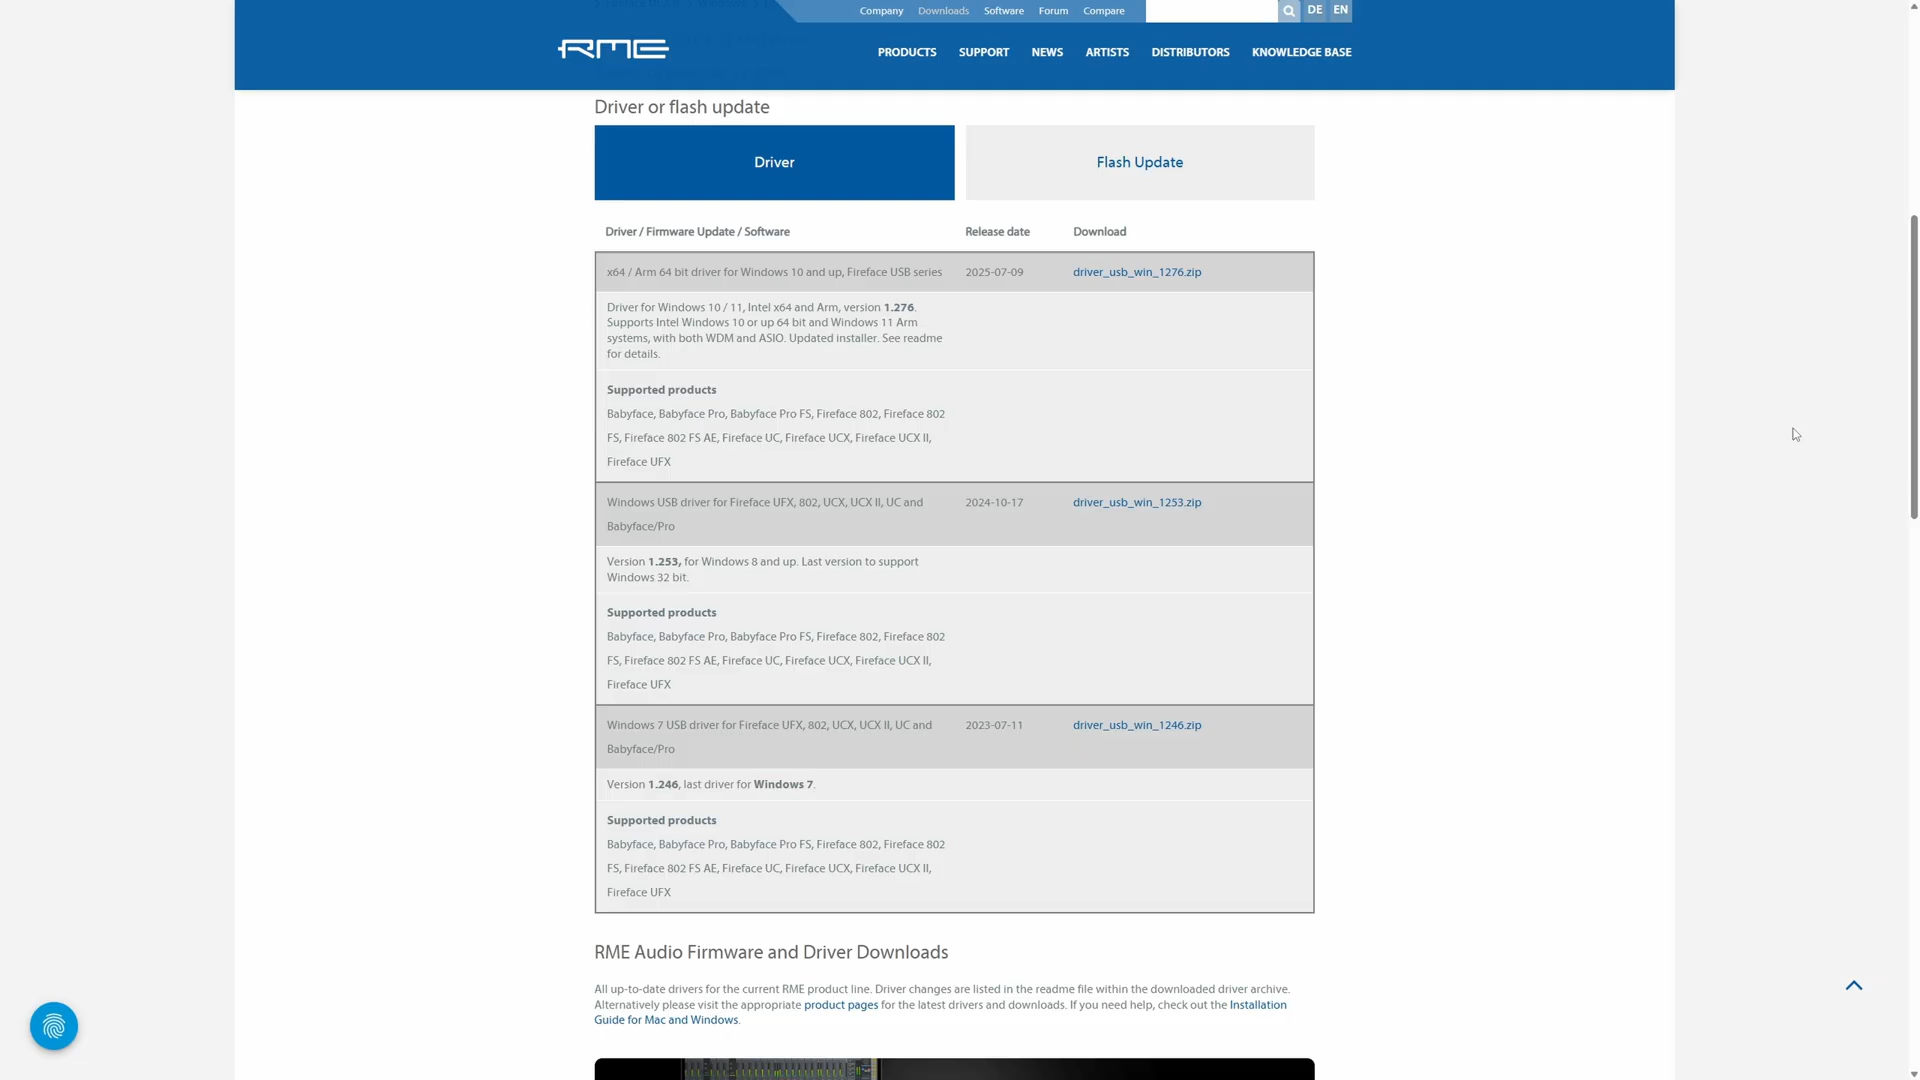 Company Downloads Software Forum Compare DE EN
RME
PRODUCTS SUPPORT NEWS ARTISTS DISTRIBUTORS KNOWLEDGE BASE
Driver or flash update
Driver Flash Update
Driver / Firmware Update / Software Release date Download
x64 / Arm 64 bit driver for Windows 10 and up, Fireface USB series 2025-07-09 driver_usb_win_1276.zip
Driver for Windows 10 / 11, Intel x64 and Arm, version 1.276.
Supports Intel Windows 10 or up 64 bit and Windows 11 Arm
systems, with both WDM and ASIO. Updated installer. See readme
for details.
Supported products
Babyface, Babyface Pro, Babyface Pro FS, Fireface 802, Fireface 802
FS, Fireface 802 FS AE, Fireface UC, Fireface UCX, Fireface UCX II,
Fireface UFX
Windows USB driver for Fireface UFX, 802, UCX, UCX II, UC and 2024-10-17 driver_usb_win_1253.zip
Babyface/Pro
Version 1.253, for Windows 8 and up. Last version to support
Windows 32 bit.
Supported products
Babyface, Babyface Pro, Babyface Pro FS, Fireface 802, Fireface 802
FS, Fireface 802 FS AE, Fireface UC, Fireface UCX, Fireface UCX II,
Fireface UFX
Windows 7 USB driver for Fireface UFX, 802, UCX, UCX II, UC and 2023-07-11 driver_usb_win_1246.zip
Babyface/Pro
Version 1.246, last driver for Windows 7.
Supported products
Babyface, Babyface Pro, Babyface Pro FS, Fireface 802, Fireface 802
FS, Fireface 802 FS AE, Fireface UC, Fireface UCX, Fireface UCX II,
Fireface UFX
RME Audio Firmware and Driver Downloads
All up-to-date drivers for the current RME product line. Driver changes are listed in the readme file within the downloaded driver archive.
Alternatively please visit the appropriate product pages for the latest drivers and downloads. If you need help, check out the Installation
Guide for Mac and Windows.